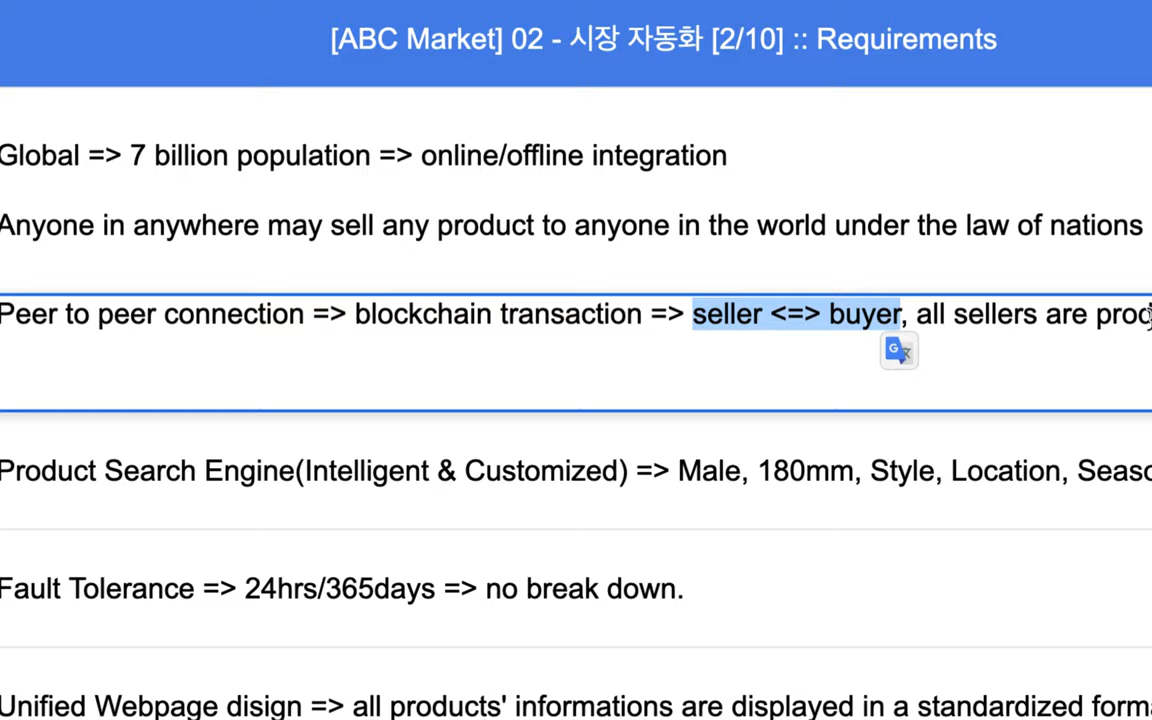 [ABC Market] 02 - 시장 자동화 [2/10] :: Requirements
Global => 7 billion population => online/offline integration
Anyone in anywhere may sell any product to anyone in the world under the law of nations
Peer to peer connection => blockchain transaction => seller <=> buyer, all sellers are
Product Search Engine(Intelligent & Customized) => Male, 180mm, Style, Location,
Fault Tolerance => 24hrs/365days => no break down.
Unified Webpage disign => all products' informations are displayed in a standardized